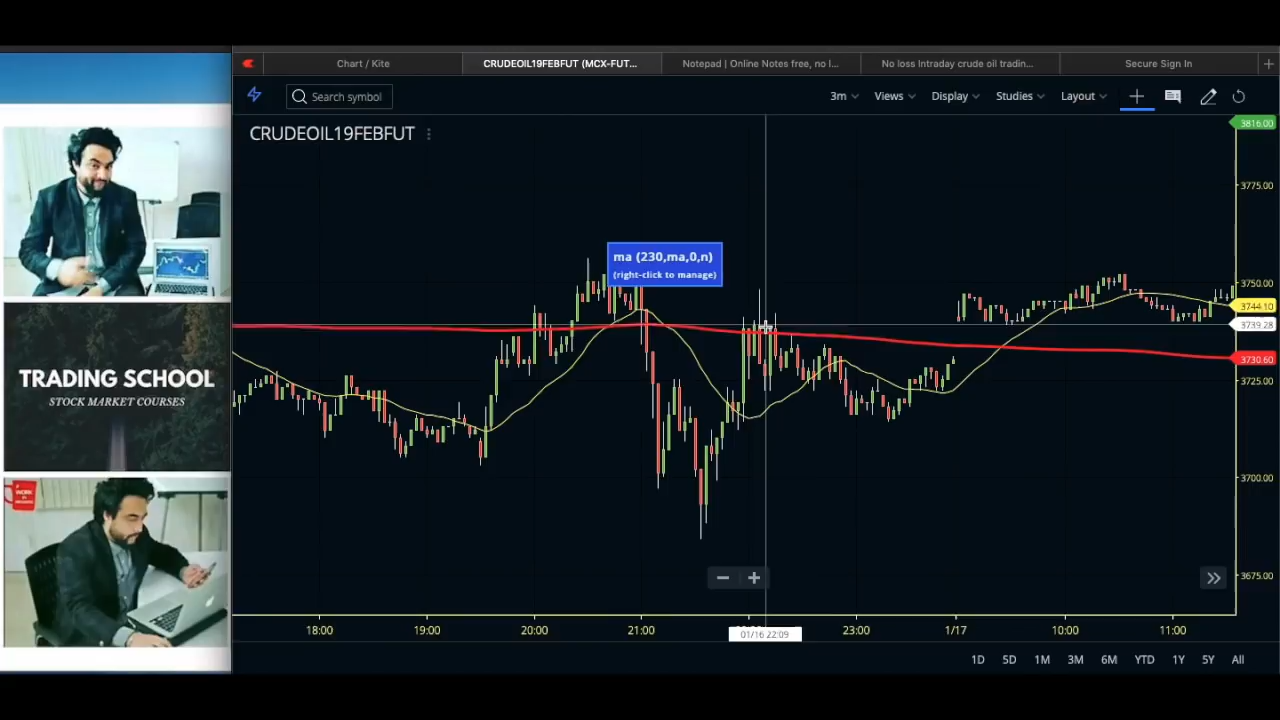 Chart / Kite
CRUDEOIL19FEBFUT (MCX-FUT...
Notepad | Online Notes free, no l...
No loss Intraday crude oil tradin...
Secure Sign In
Search symbol
3m
Views
Display
Studies
Layout
CRUDEOIL19FEBFUT
3816.00
3775.00
ma (230,ma,0,n)
(right-click to manage)
3750.00
3744.10
3739.28
3730.60
3725.00
3700.00
3675.00
TRADING SCHOOL
STOCK MARKET COURSES
18:00
19:00
20:00
21:00
23:00
1/17
10:00
11:00
01/16 22:09
1D
5D
1M
3M
6M
YTD
1Y
5Y
All